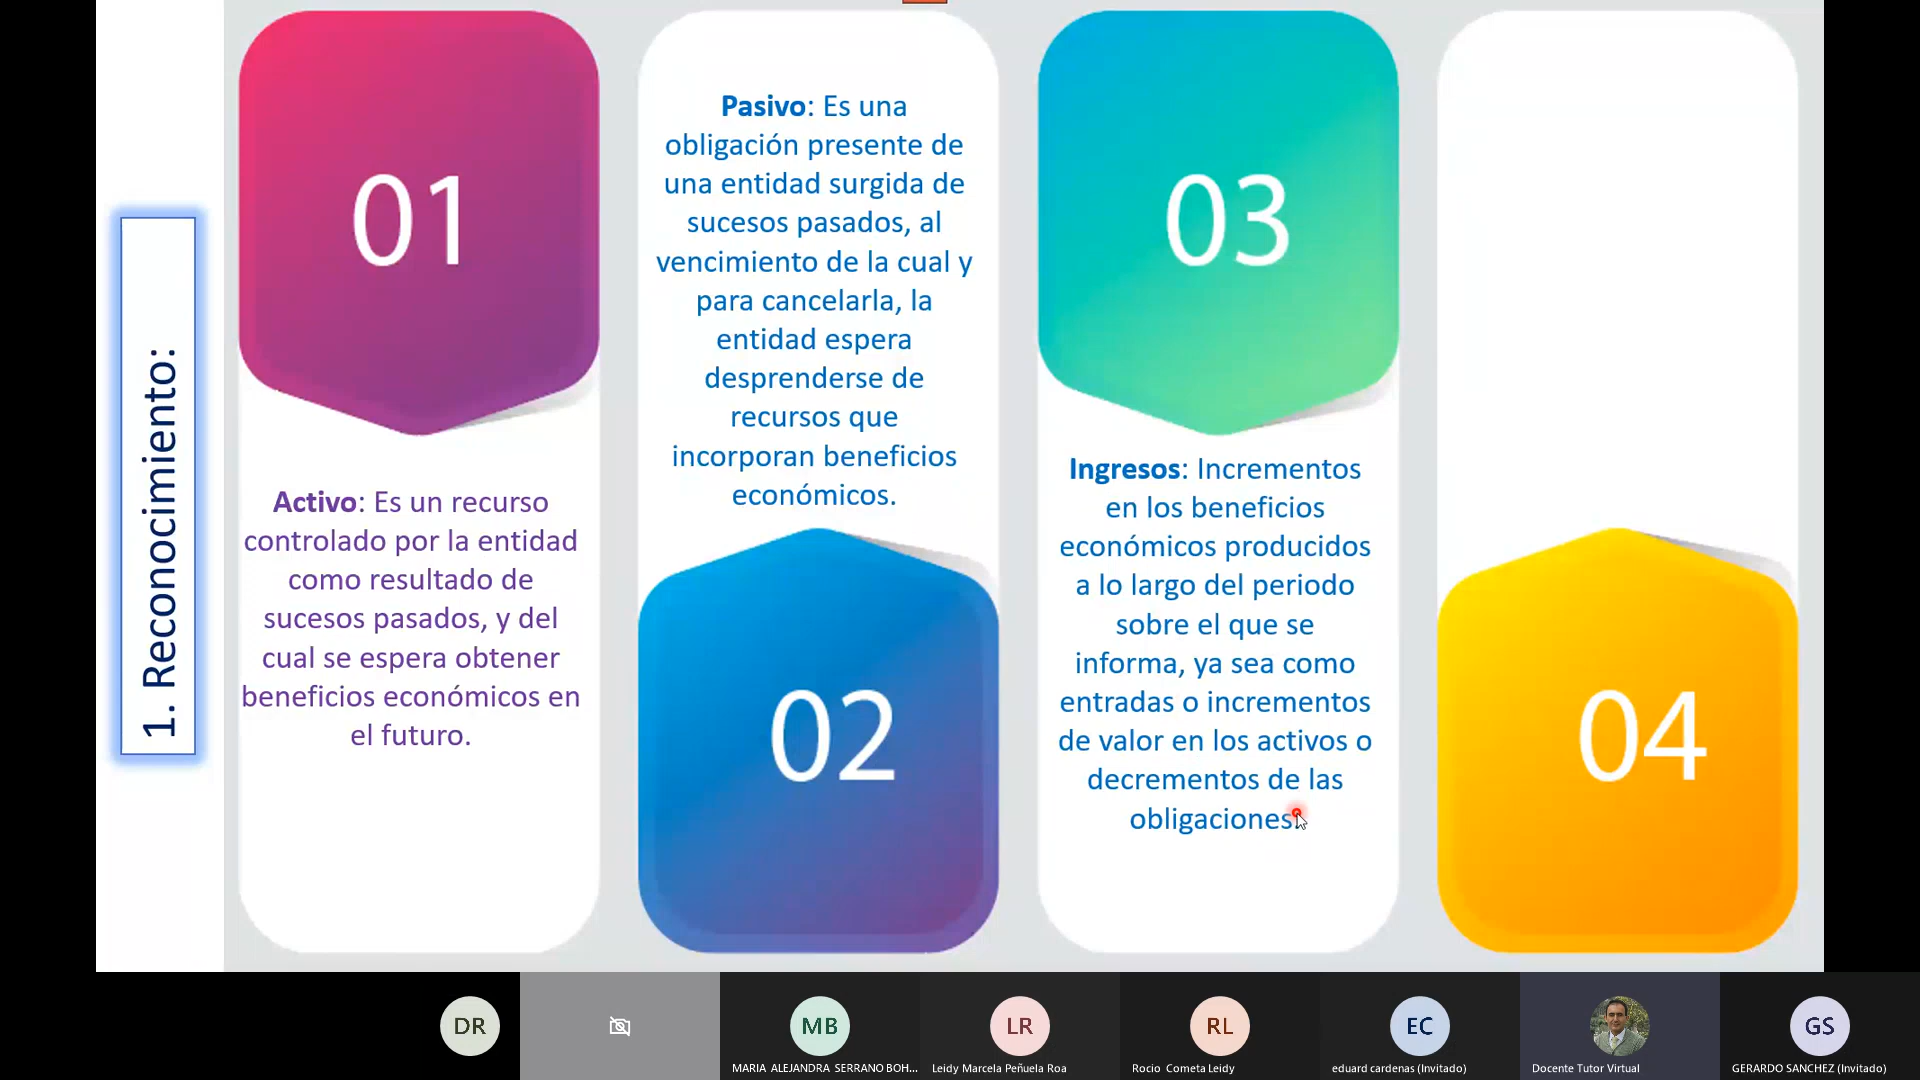 1. Reconocimiento:
01
Activo: Es un recurso
controlado por la entidad
como resultado de
sucesos pasados, y del
cual se espera obtener
beneficios económicos en
el futuro.
Pasivo: Es una
obligación presente de
una entidad surgida de
sucesos pasados, al
vencimiento de la cual y
para cancelarla, la
entidad espera
desprenderse de
recursos que
incorporan beneficios
económicos.
02
03
Ingresos: Incrementos
en los beneficios
económicos producidos
a lo largo del periodo
sobre el que se
informa, ya sea como
entradas o incrementos
de valor en los activos o
decrementos de las
obligaciones.
04
DR
MB
MARIA ALEJANDRA SERRANO BOH...
LR
Leidy Marcela Peñuela Roa
RL
Rocio Cometa Leidy
EC
eduard cardenas (Invitado)
Docente Tutor Virtual
GS
GERARDO SANCHEZ (Invitado)